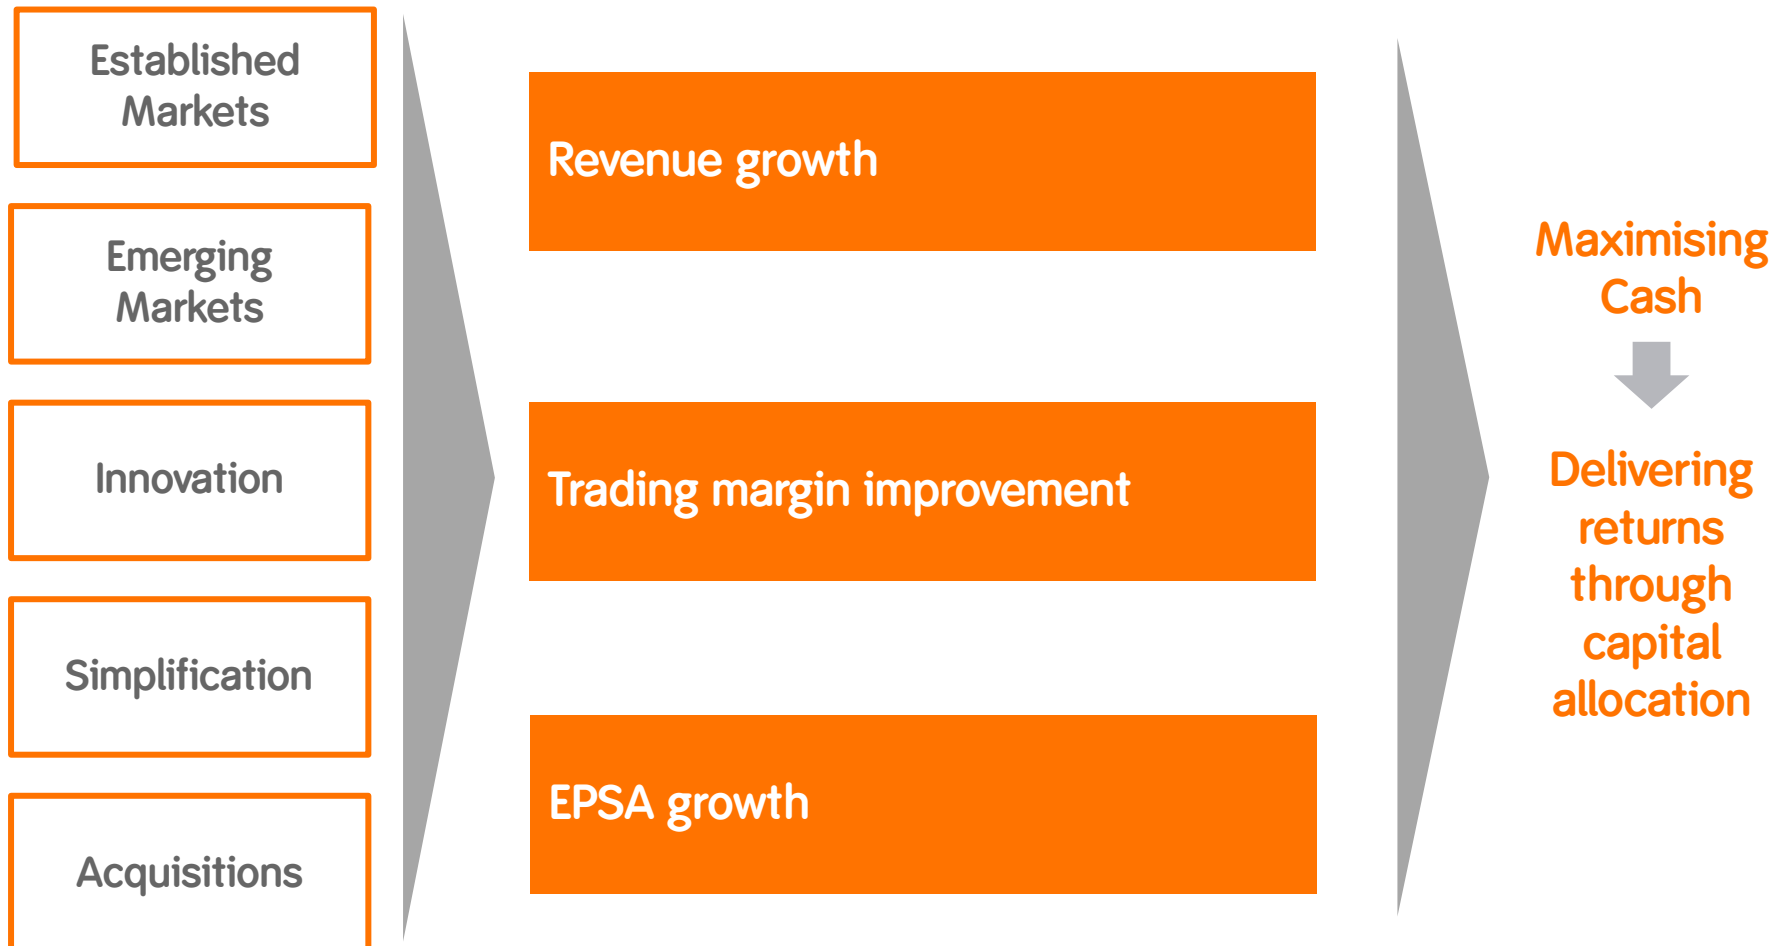 Established
Markets
Emerging
Markets
Innovation
Simplification
Acquisitions
Revenue growth
Trading margin improvement
EPSA growth
Maximising
Cash
Delivering
returns
through
capital
allocation